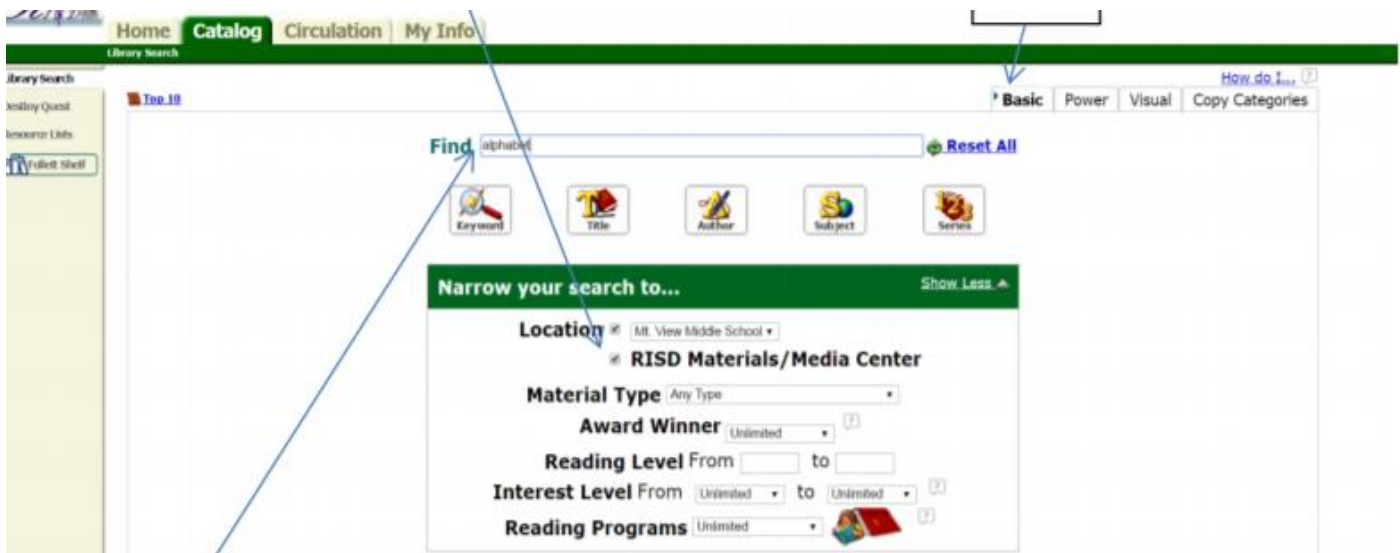 Home Catalog Circulation My Info
Library Search
Library Search
Destiny Quest
Resource Lists
Follett Shelf
How do I... ?
Top 10
Basic Power Visual Copy Categories
Find alphabet Reset All
Keyword Title Author Subject Series
Narrow your search to... Show Less
Location Mt. View Middle School
RISD Materials/Media Center
Material Type Any Type
Award Winner Unlimited ?
Reading Level From to
Interest Level From Unlimited to Unlimited ?
Reading Programs Unlimited ?